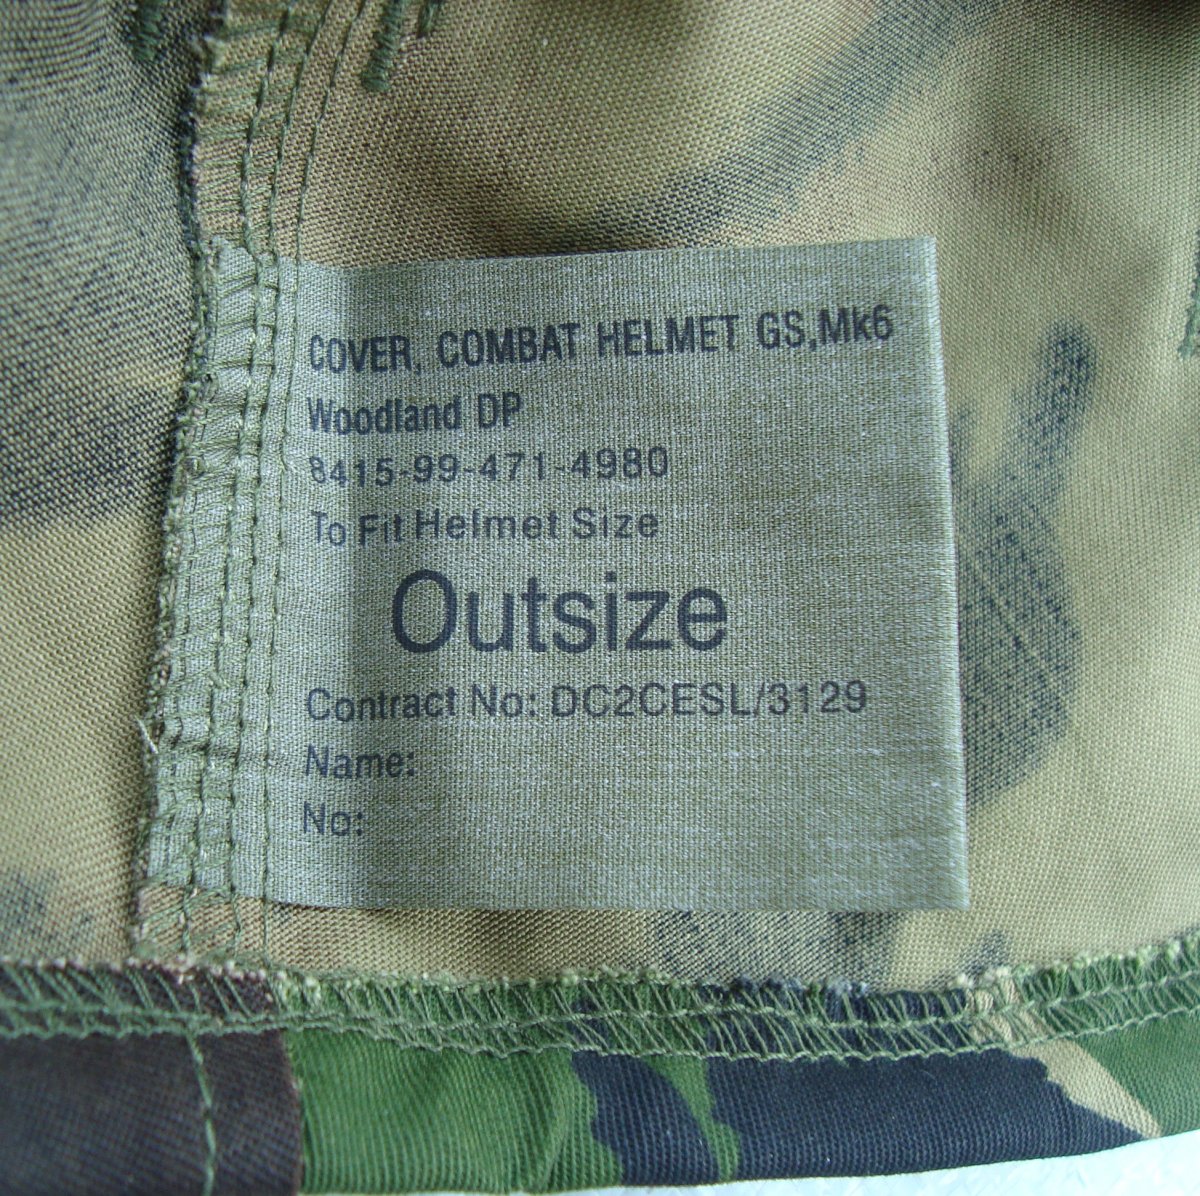 COVER, COMBAT HELMET GS,Mk6
Woodland DP
8415-99-471-4980
To Fit Helmet Size
Outsize
Contract No: DC2CESL/3129
Name:
No: